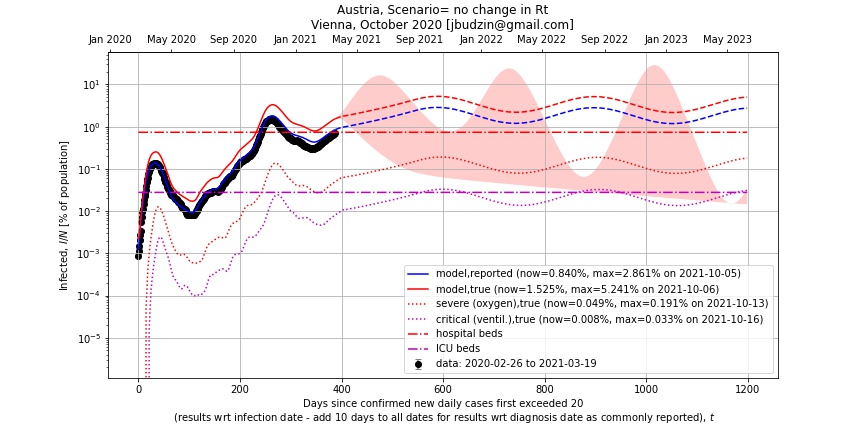 Austria, Scenario= no change in Rt
Vienna, October 2020 [jbudzin@gmail.com]
Jan 2020 May 2020 Sep 2020 Jan 2021 May 2021 Sep 2021 Jan 2022 May 2022 Sep 2022 Jan 2023 May 2023
Infected, I/N [% of population]
10¹
10⁰
10⁻¹
10⁻²
10⁻³
10⁻⁴
10⁻⁵
model,reported (now=0.840%, max=2.861% on 2021-10-05)
model,true (now=1.525%, max=5.241% on 2021-10-06)
severe (oxygen),true (now=0.049%, max=0.191% on 2021-10-13)
critical (ventil.),true (now=0.008%, max=0.033% on 2021-10-16)
hospital beds
ICU beds
data: 2020-02-26 to 2021-03-19
0 200 400 600 800 1000 1200
Days since confirmed new daily cases first exceeded 20
(results wrt infection date - add 10 days to all dates for results wrt diagnosis date as commonly reported), t